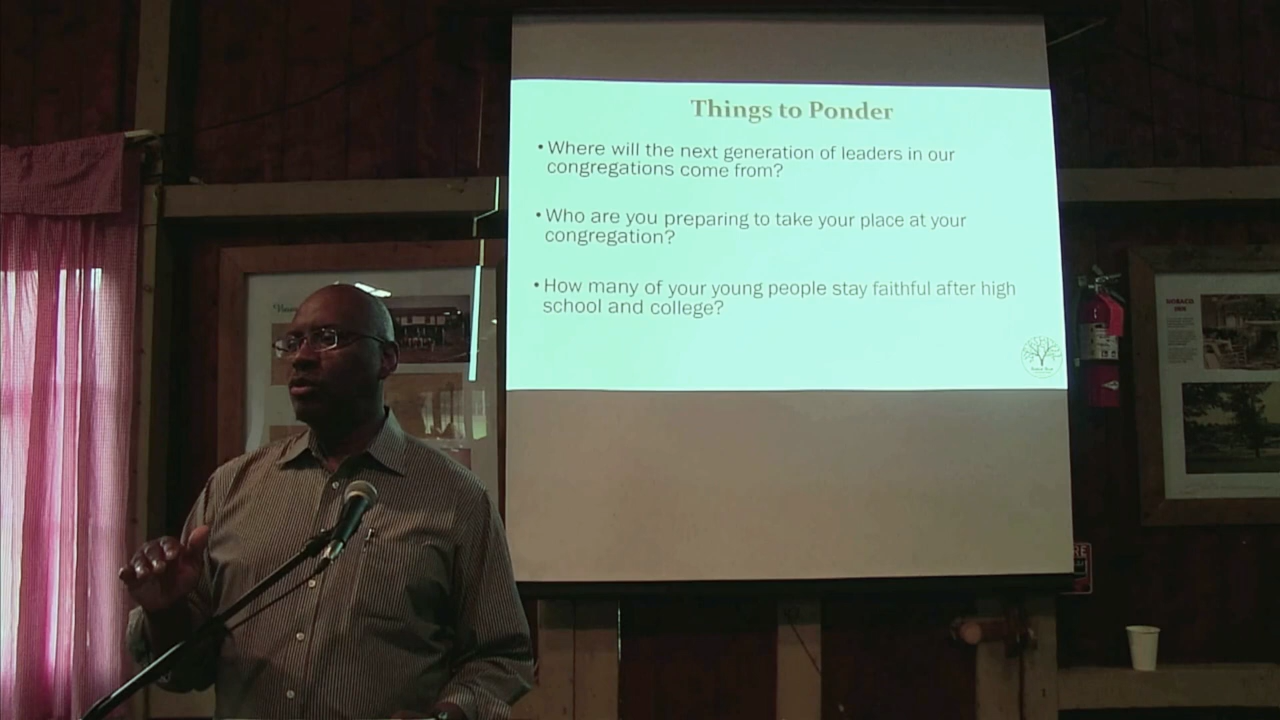 Things to Ponder
• Where will the next generation of leaders in our
congregations come from?
• Who are you preparing to take your place at your
congregation?
• How many of your young people stay faithful after high
school and college?